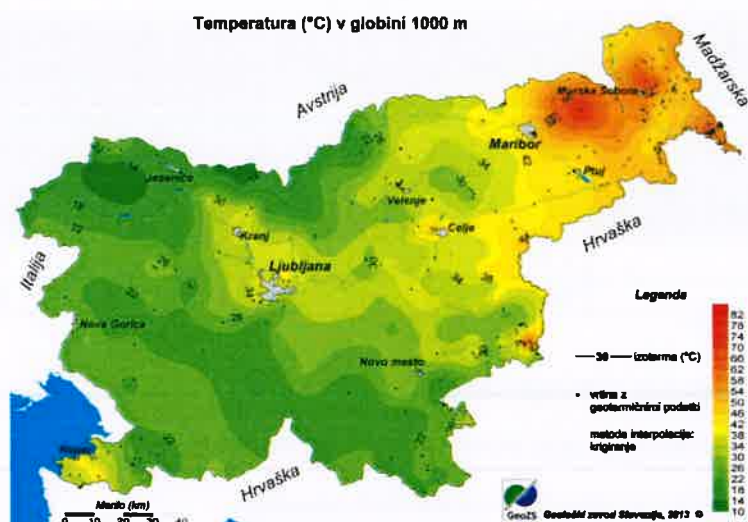 Temperatura (°C) v globini 1000 m
Madžarska
Avstrija
Murska Sobota
Maribor
Jesenice
Ptuj
Velenje
Hrvaška
Kranj
Celje
Italija
Ljubljana
Nova Gorica
Novo mesto
Koper
Hrvaška
Legenda
38 izoterma (°C)
vrtina z
geotermičnimi podatki
metoda interpolacije:
krigiranje
82
78
74
70
66
62
58
54
50
46
42
38
34
30
26
22
18
14
10
Merilo (km)
0 10 20 30 40
GeoZS
Geološki zavod Slovenije, 2013 ©